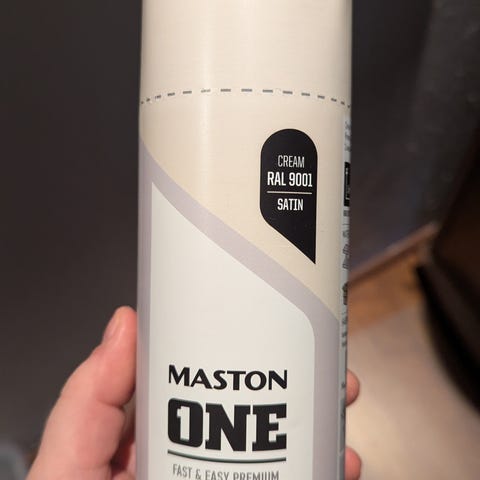 CREAM
RAL 9001
SATIN
MASTON
ONE
FAST & EASY PREMIUM